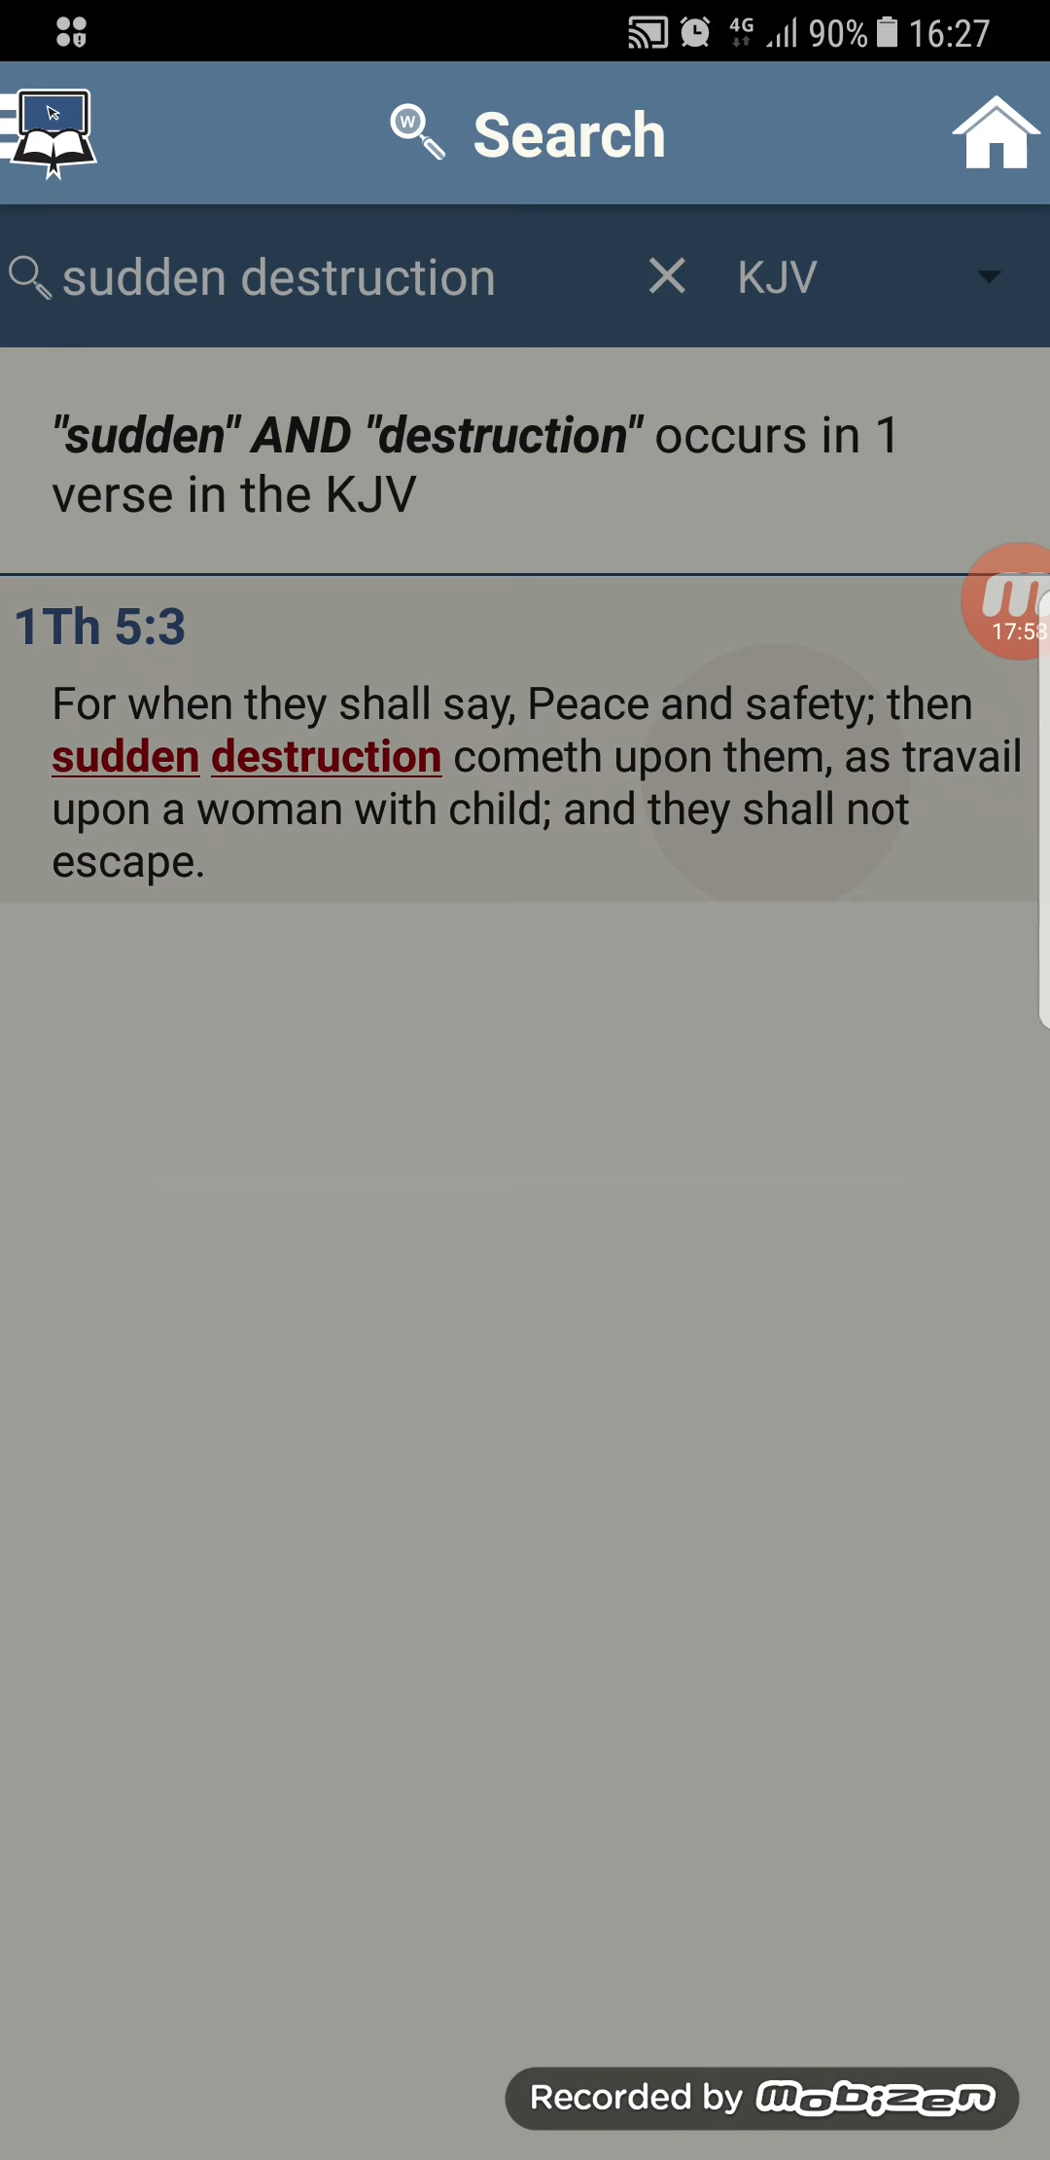 4G 90% 16:27
W Search
sudden destruction KJV
"sudden" AND "destruction" occurs in 1
verse in the KJV
17:58
1Th 5:3
For when they shall say, Peace and safety; then
sudden destruction cometh upon them, as travail
upon a woman with child; and they shall not
escape.
Recorded by mobizen